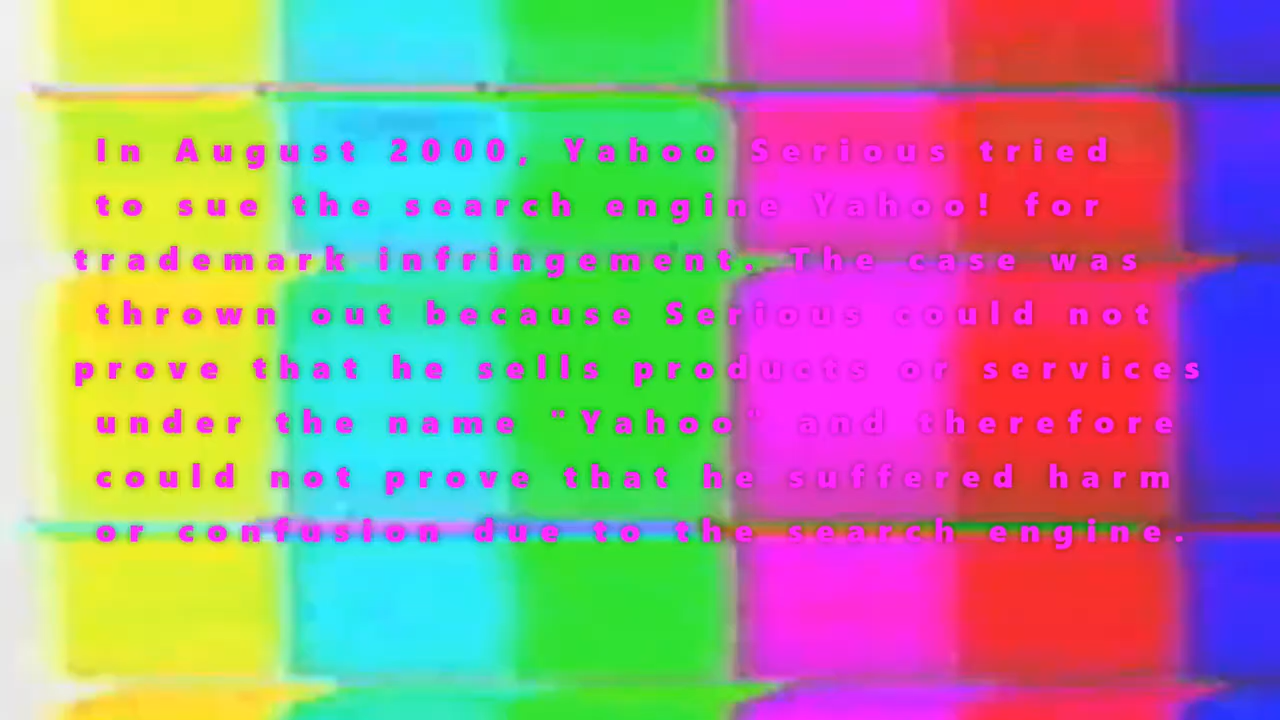 In August 2000, Yahoo Serious tried
to sue the search engine Yahoo! for
trademark infringement. The case was
thrown out because Serious could not
prove that he sells products or services
under the name "Yahoo" and therefore
could not prove that he suffered harm
or confusion due to the search engine.